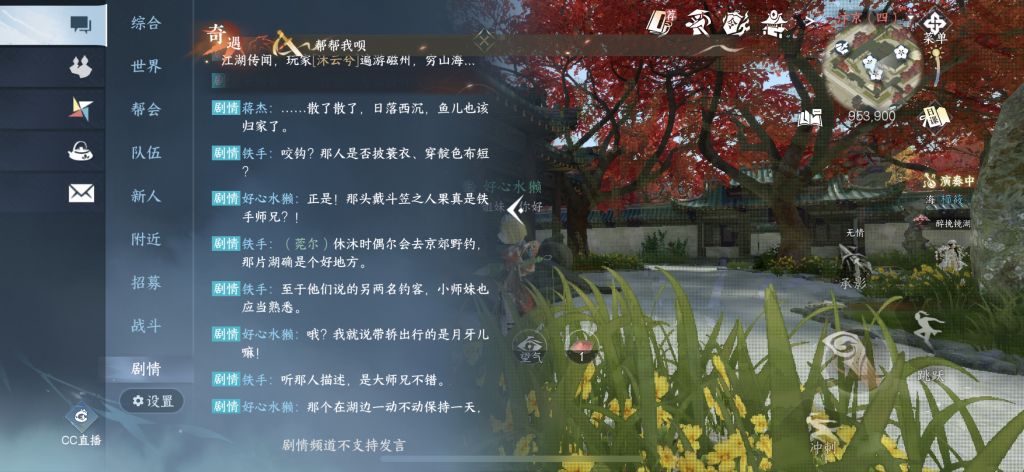 综合
世界
帮会
队伍
新人
附近
招募
战斗
剧情
设置
CC直播
奇遇
帮帮我呗
江湖传闻，玩家[沐云兮]遍游磁州，穷山海...
剧情 蒋杰：……散了散了，日落西沉，鱼儿也该
归家了。
剧情 铁手：咬钩？那人是否披蓑衣、穿靛色布短
？
剧情 好心水獭：正是！那头戴斗笠之人果真是铁
手师兄？！
剧情 铁手：（莞尔）休沐时偶尔会去京郊野钓，
那片湖确是个好地方。
剧情 铁手：至于他们说的另两名钓客，小师妹也
应当熟悉。
剧情 好心水獭：哦？我就说带轿出行的是月牙儿
嘛！
剧情 铁手：听那人描述，是大师兄不错。
剧情 好心水獭：那个在湖边一动不动保持一天，
剧情频道不支持发言
好心水獭
你好
望气
1
（四）
菜单
953,900
演奏中
海
醉挽镜湖
无情
承影
跳跃
冲刺